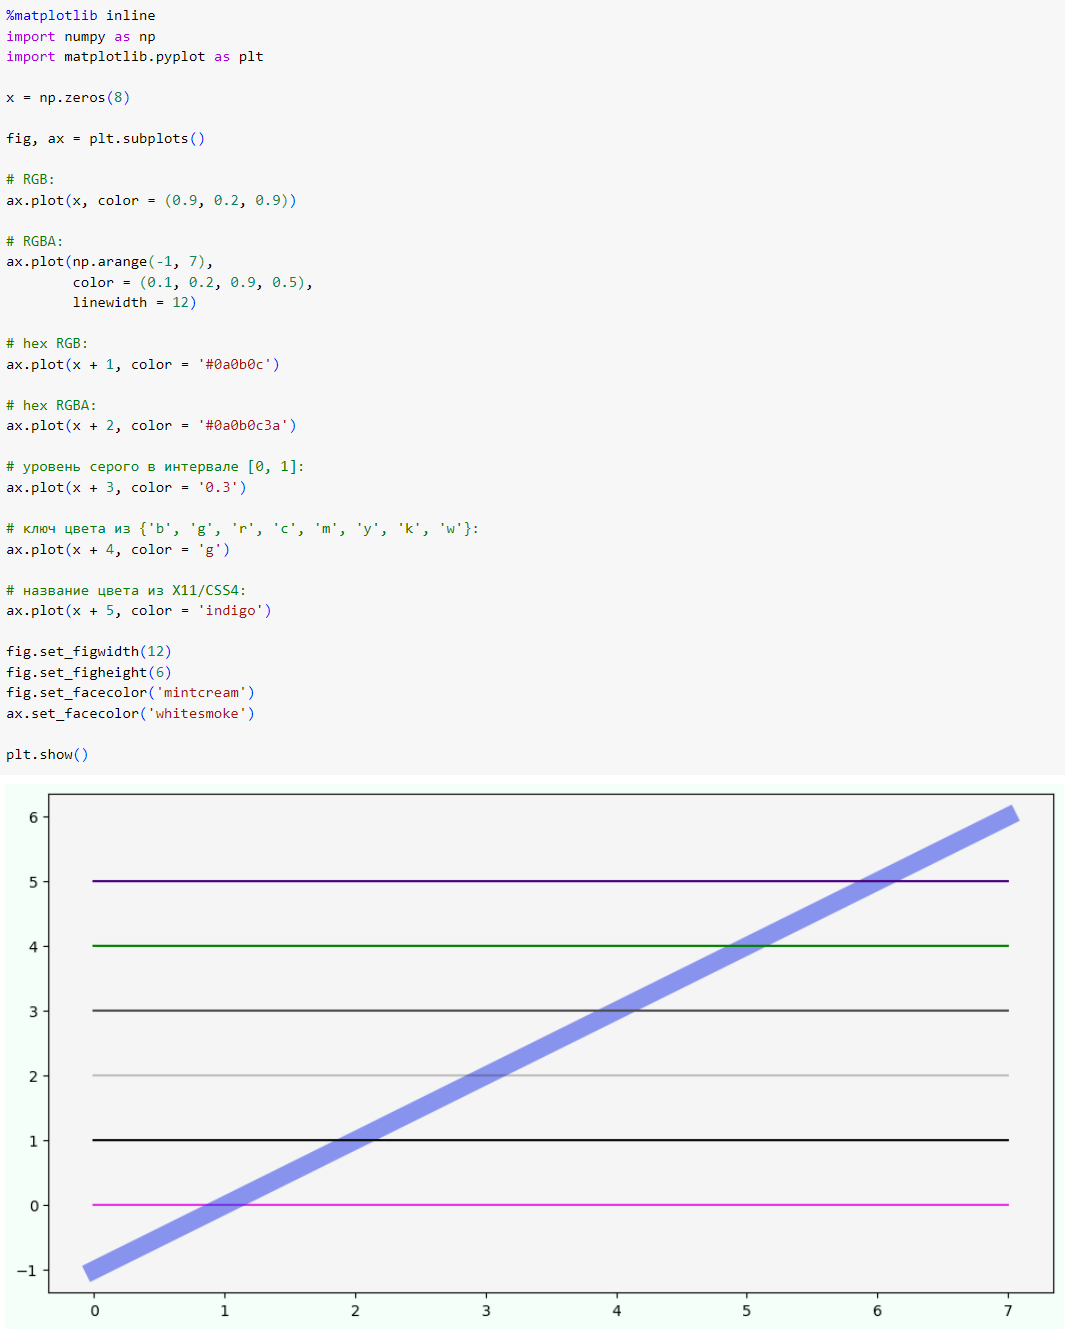 %matplotlib inline
import numpy as np
import matplotlib.pyplot as plt
x = np.zeros(8)
fig, ax = plt.subplots()
# RGB:
ax.plot(x, color = (0.9, 0.2, 0.9))
# RGBA:
ax.plot(np.arange(-1, 7),
        color = (0.1, 0.2, 0.9, 0.5),
        linewidth = 12)
# hex RGB:
ax.plot(x + 1, color = '#0a0b0c')
# hex RGBA:
ax.plot(x + 2, color = '#0a0b0c3a')
# уровень серого в интервале [0, 1]:
ax.plot(x + 3, color = '0.3')
# ключ цвета из {'b', 'g', 'r', 'c', 'm', 'y', 'k', 'w'}:
ax.plot(x + 4, color = 'g')
# название цвета из X11/CSS4:
ax.plot(x + 5, color = 'indigo')
fig.set_figwidth(12)
fig.set_figheight(6)
fig.set_facecolor('mintcream')
ax.set_facecolor('whitesmoke')
plt.show()
6
5
4
3
2
1
0
−1
0 1 2 3 4 5 6 7